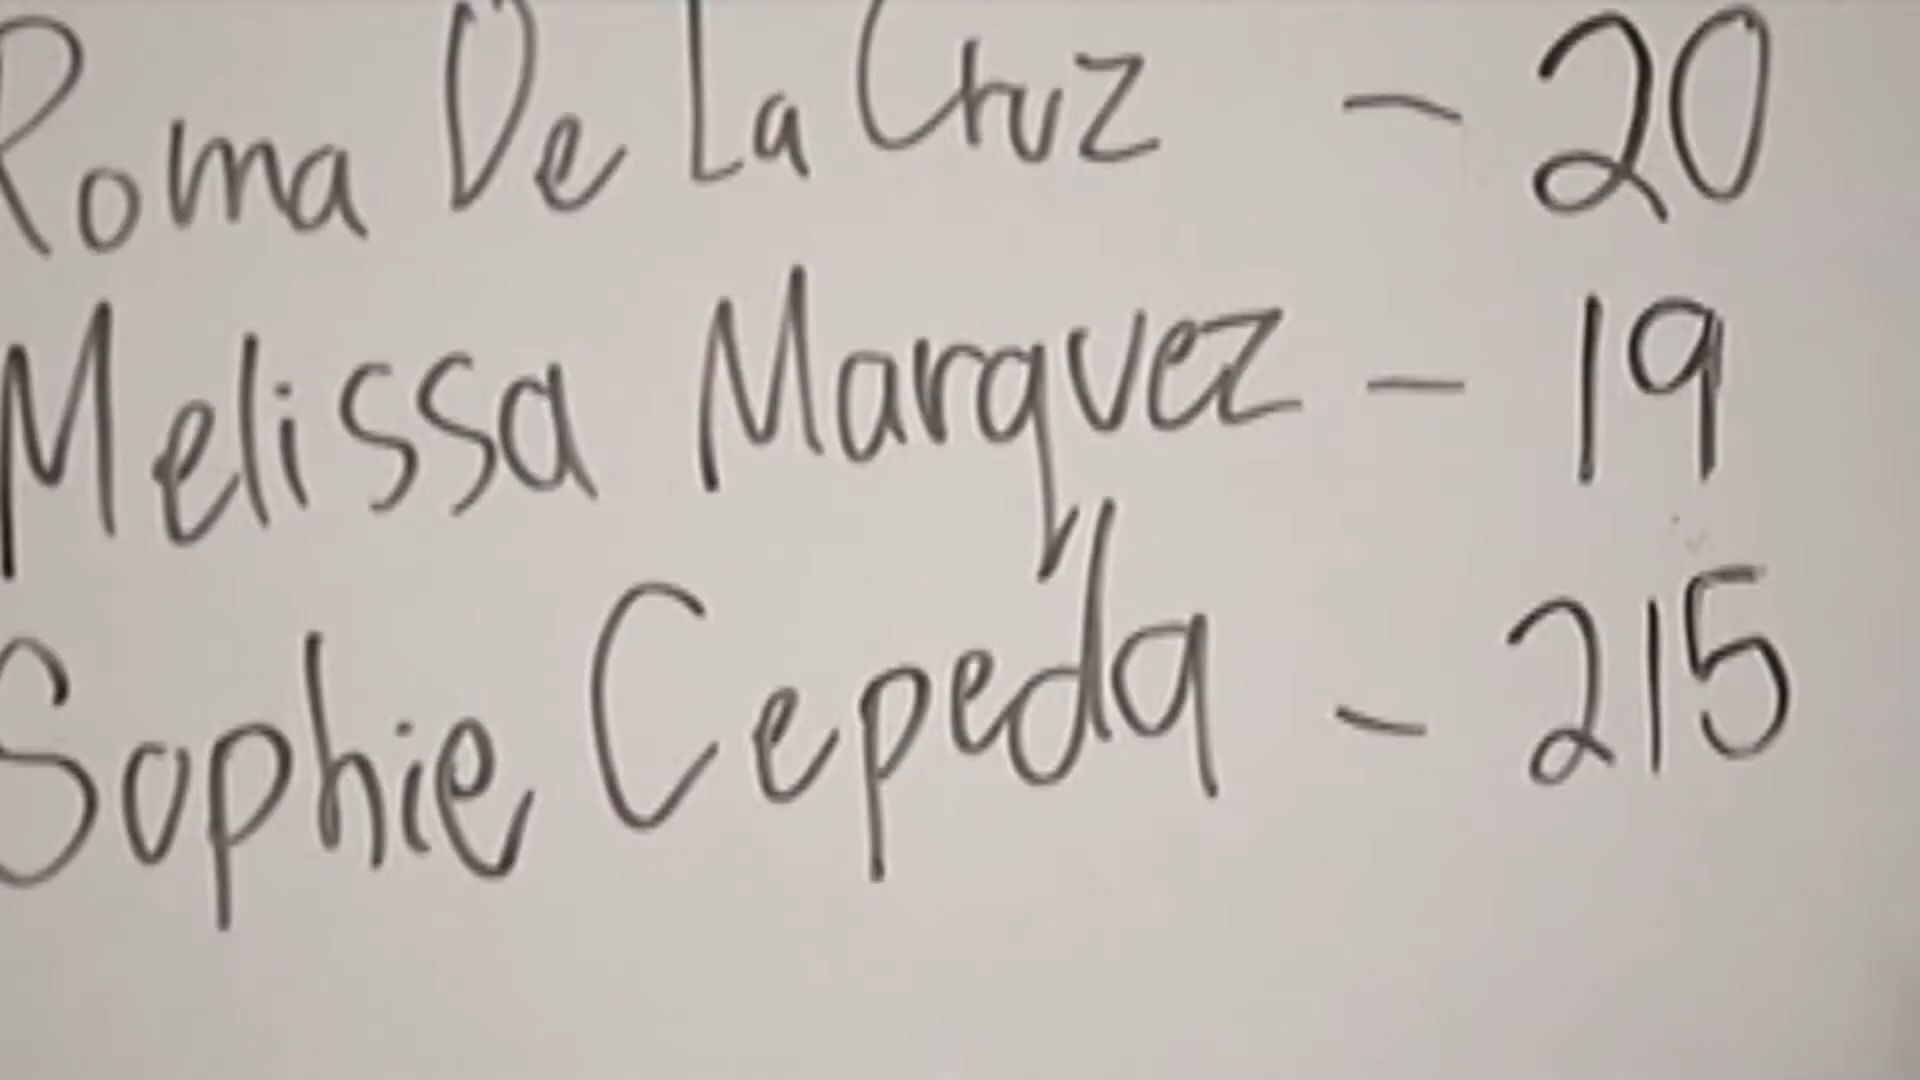 Roma De La Cruz - 20
Melissa Marquez - 19
Sophie Cepeda - 215